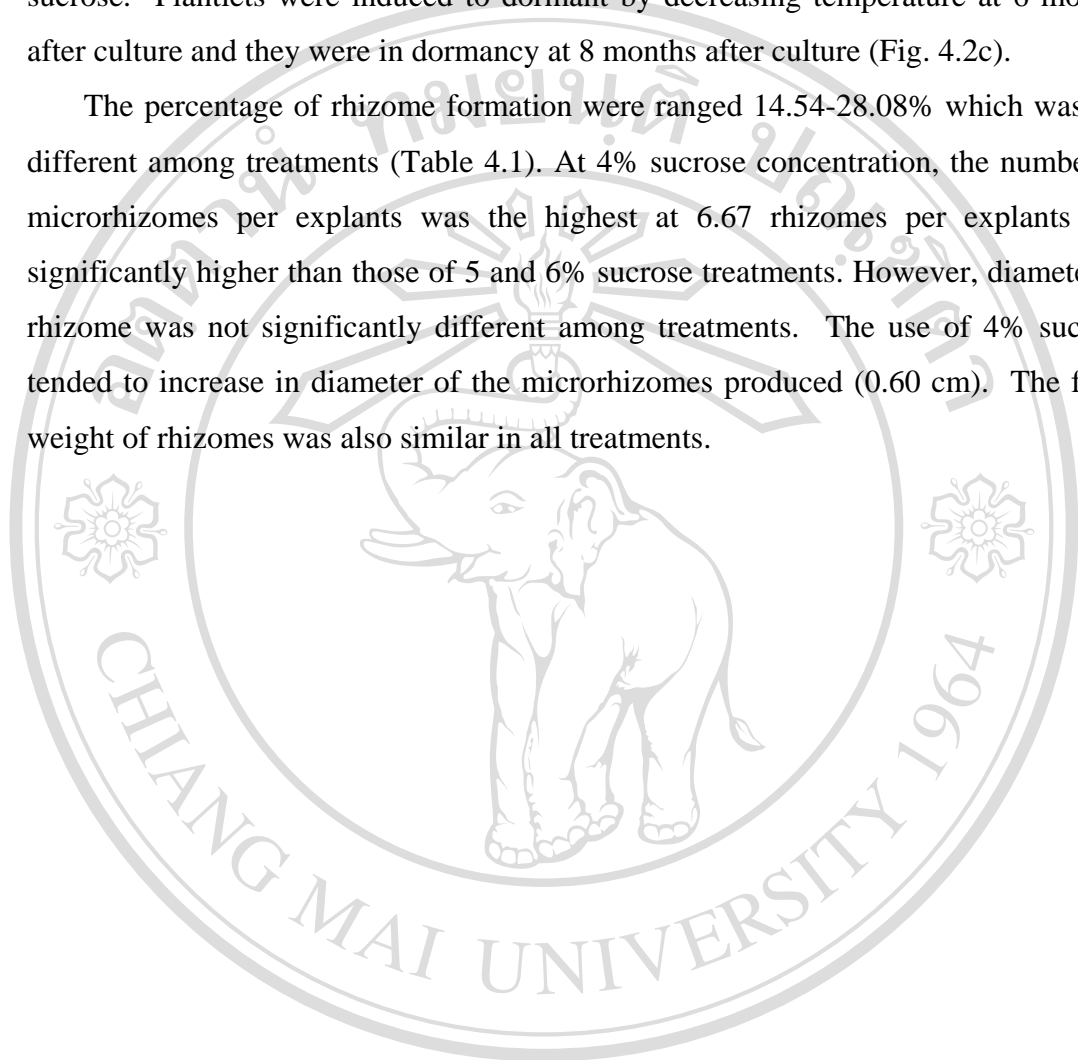 sucrose. Plantlets were induced to dormant by decreasing temperature at 6 mo
after culture and they were in dormancy at 8 months after culture (Fig. 4.2c).
The percentage of rhizome formation were ranged 14.54-28.08% which was
different among treatments (Table 4.1). At 4% sucrose concentration, the numbe
microrhizomes per explants was the highest at 6.67 rhizomes per explants
significantly higher than those of 5 and 6% sucrose treatments. However, diamete
rhizome was not significantly different among treatments. The use of 4% suc
tended to increase in diameter of the microrhizomes produced (0.60 cm). The f
weight of rhizomes was also similar in all treatments.
CHIANG MAI UNIVERSITY 1964